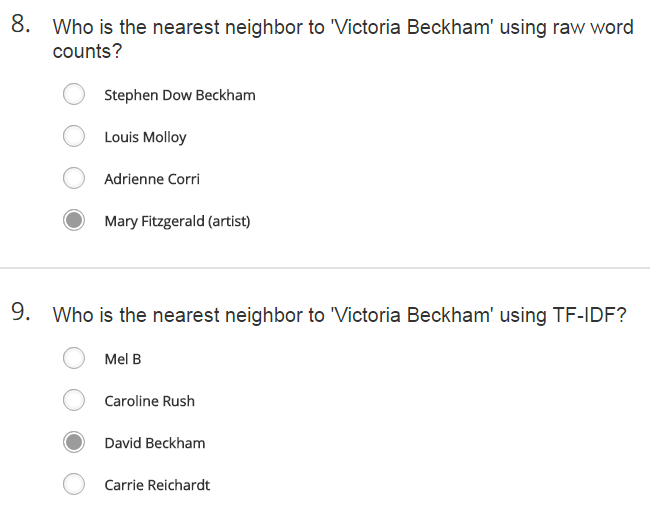 8. Who is the nearest neighbor to 'Victoria Beckham' using raw word
counts?
Stephen Dow Beckham
Louis Molloy
Adrienne Corri
Mary Fitzgerald (artist)
9. Who is the nearest neighbor to 'Victoria Beckham' using TF-IDF?
Mel B
Caroline Rush
David Beckham
Carrie Reichardt